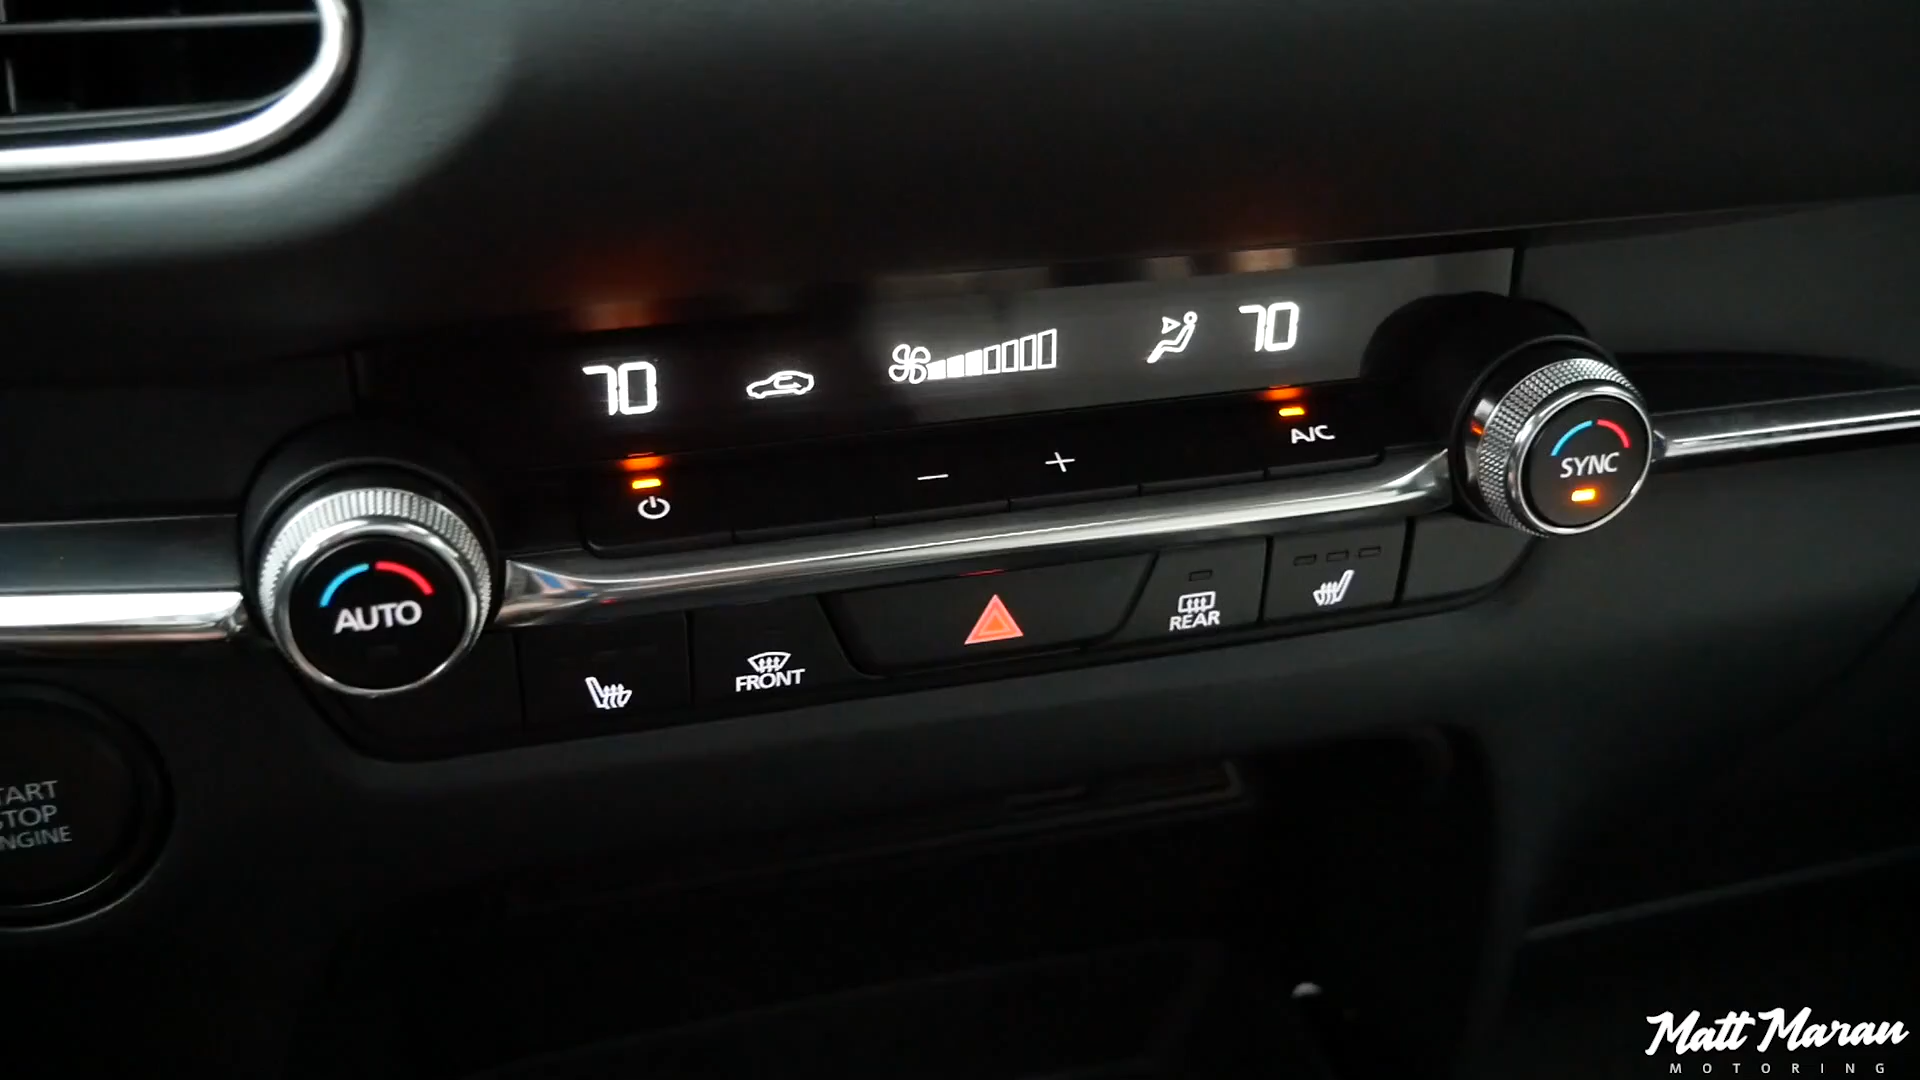 70
70
− +
A/C
SYNC
AUTO
REAR
FRONT
TART
STOP
NGINE
Matt Maran
MOTORING